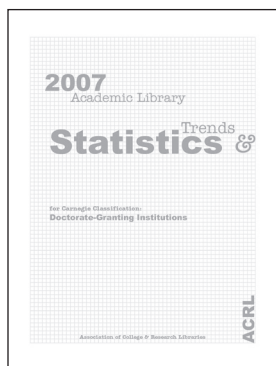 2007
Academic Library
Trends
Statistics &
for Carnegie Classification:
Doctorate-Granting Institutions
ACRL
Association of College & Research Libraries